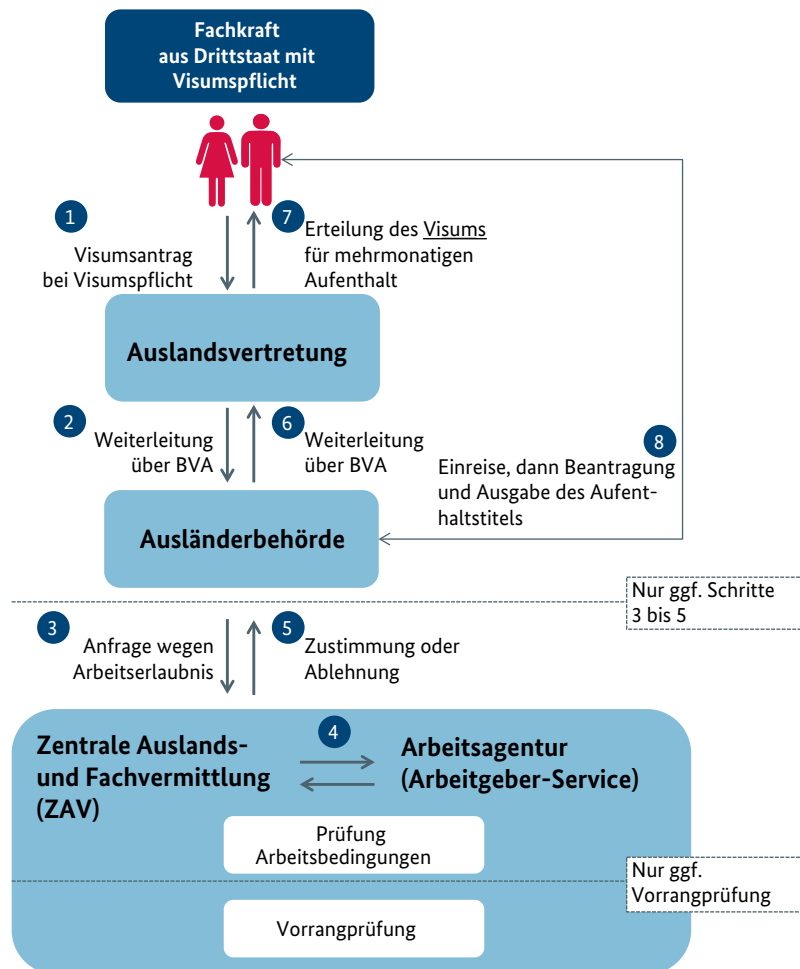 Fachkraft
aus Drittstaat mit
Visumspflicht
1
Visumsantrag
bei Visumspflicht
7
Erteilung des Visums
für mehrmonatigen
Aufenthalt
Auslandsvertretung
2
Weiterleitung
über BVA
6
Weiterleitung
über BVA
8
Einreise, dann Beantragung
und Ausgabe des Aufent-
haltstitels
Ausländerbehörde
Nur ggf. Schritte
3 bis 5
3
Anfrage wegen
Arbeitserlaubnis
5
Zustimmung oder
Ablehnung
Zentrale Auslands-
und Fachvermittlung
(ZAV)
4
Arbeitsagentur
(Arbeitgeber-Service)
Prüfung
Arbeitsbedingungen
Nur ggf.
Vorrangprüfung
Vorrangprüfung